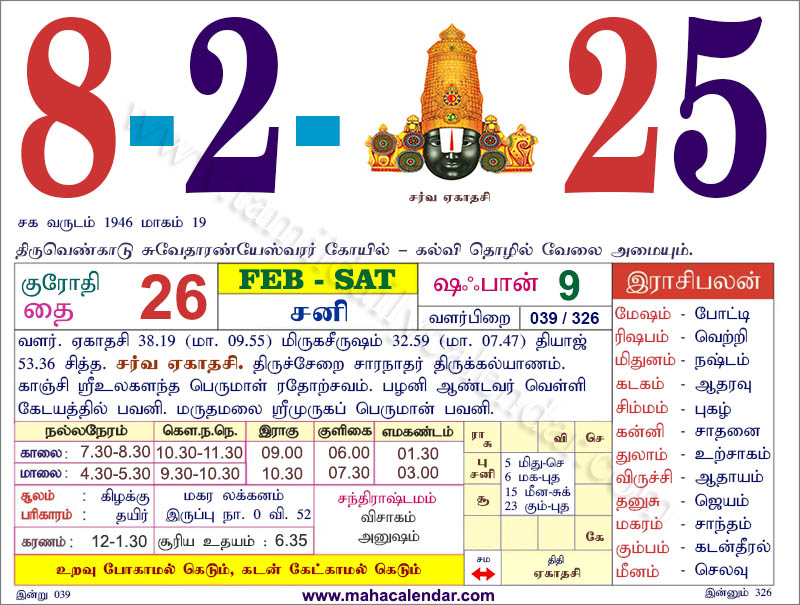 8-2- 25
சர்வ ஏகாதசி
சக வருடம் 1946 மாகம் 19
திருவெண்காடு சுவேதாரண்யேஸ்வரர் கோயில் – கல்வி தொழில் வேலை அமையும்.
குரோதி
தை
26
FEB - SAT
சனி
ஷஃபான் 9
வளர்பிறை 039 / 326
வளர். ஏகாதசி 38.19 (மா. 09.55) மிருகசீருஷம் 32.59 (மா. 07.47) தியாஜ்
53.36 சித்த. சர்வ ஏகாதசி. திருச்சேறை சாரநாதர் திருக்கல்யாணம்.
காஞ்சி ஸ்ரீஉலகளந்த பெருமாள் ரதோற்சவம். பழனி ஆண்டவர் வெள்ளி
கேடயத்தில் பவனி. மருதமலை ஸ்ரீமுருகப் பெருமான் பவனி.
நல்லநேரம் கௌ.ந.நெ. இராகு குளிகை எமகண்டம்
காலை: 7.30-8.30 10.30-11.30 09.00 06.00 01.30
மாலை: 4.30-5.30 9.30-10.30 10.30 07.30 03.00
சூலம் : கிழக்கு
பரிகாரம் : தயிர்
மகர லக்கனம்
இருப்பு நா. 0 வி. 52
சந்திராஷ்டமம்
விசாகம்
அனுஷம்
கரணம்: 12-1.30 சூரிய உதயம் : 6.35
உறவு போகாமல் கெடும், கடன் கேட்காமல் கெடும்
ரா
சு
வி
செ
பு
சனி
சூ
5 மிது-செ
6 மக-புத
15 மீன-சுக்
23 கும்-புத
கே
சம
திதி
ஏகாதசி
இராசிபலன்
மேஷம் - போட்டி
ரிஷபம் - வெற்றி
மிதுனம் - நஷ்டம்
கடகம் - ஆதரவு
சிம்மம் - புகழ்
கன்னி - சாதனை
துலாம் - உற்சாகம்
விருச்சி - ஆதாயம்
தனுசு - ஜெயம்
மகரம் - சாந்தம்
கும்பம் - கடன்தீரல்
மீனம் - செலவு
இன்று 039
www.mahacalendar.com
இன்னும் 326
www.tamildailycalendar.com